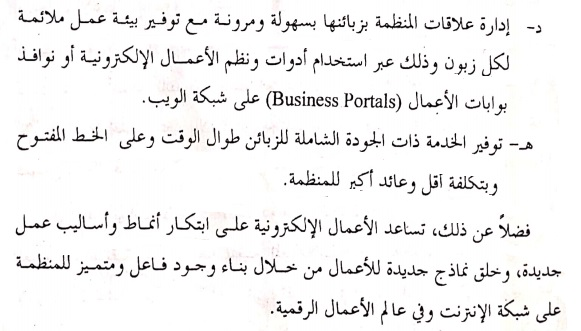 د- إدارة علاقات المنظمة بزبائنها بسهولة ومرونة مع توفير بيئة عمل ملائمة
لكل زبون وذلك عبر استخدام أدوات ونظم الأعمال الإلكترونية أو نوافذ
بوابات الأعمال (Business Portals) على شبكة الويب.
هـ- توفير الخدمة ذات الجودة الشاملة للزبائن طوال الوقت وعلى الخط المفتوح
وبتكلفة أقل وعائد أكبر للمنظمة.
فضلاً عن ذلك، تساعد الأعمال الإلكترونية على ابتكار أنماط وأساليب عمل
جديدة، وخلق نماذج جديدة للأعمال من خلال بناء وجود فاعل ومتميز للمنظمة
على شبكة الإنترنت وفي عالم الأعمال الرقمية.